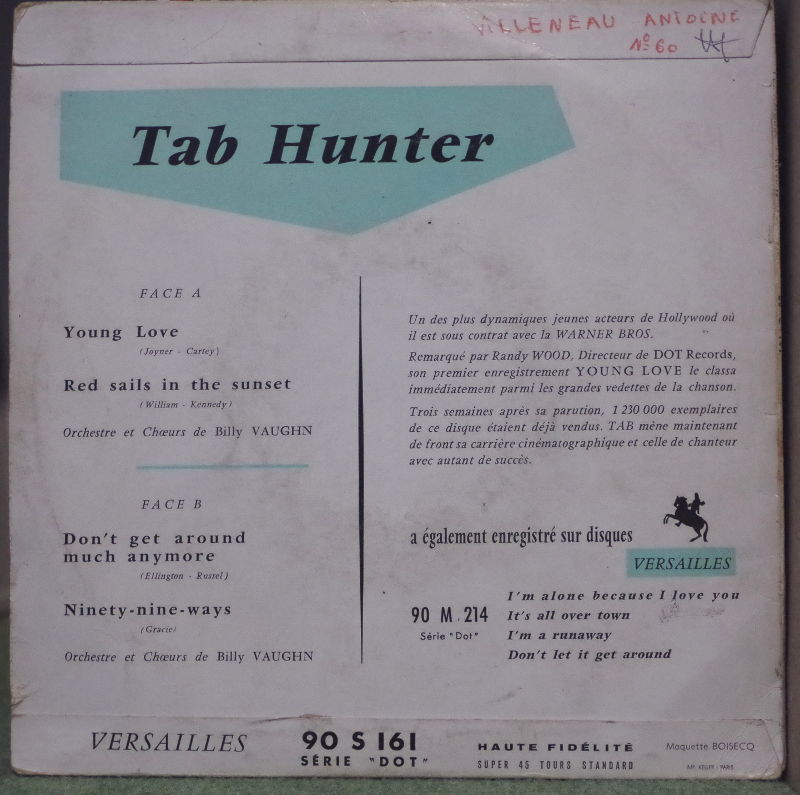 VILLENEAU ANTOINE
Nº 60
Tab Hunter
FACE A
Young Love
(Joyner - Cartey)
Red sails in the sunset
(William - Kennedy)
Orchestre et Chœurs de Billy VAUGHN
FACE B
Don't get around
much anymore
(Ellington - Russel)
Ninety-nine-ways
(Gracie)
Orchestre et Chœurs de Billy VAUGHN
Un des plus dynamiques jeunes acteurs de Hollywood où
il est sous contrat avec la WARNER BROS.
Remarqué par Randy WOOD, Directeur de DOT Records,
son premier enregistrement YOUNG LOVE le classa
immédiatement parmi les grandes vedettes de la chanson.
Trois semaines après sa parution, 1 230 000 exemplaires
de ce disque étaient déjà vendus. TAB mène maintenant
de front sa carrière cinématographique et celle de chanteur
avec autant de succès.
a également enregistré sur disques
VERSAILLES
90 M. 214
Série "Dot"
I'm alone because I love you
It's all over town
I'm a runaway
Don't let it get around
VERSAILLES
90 S 161
SÉRIE "DOT"
HAUTE FIDÉLITÉ
SUPER 45 TOURS STANDARD
Maquette BOISECQ